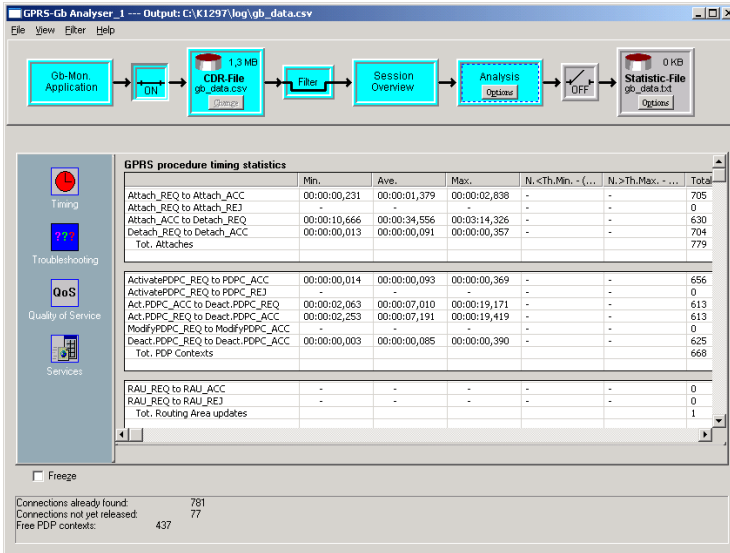 GPRS-Gb Analyser_1 --- Output: C:\K1297\log\gb_data.csv
File View Filter Help
Gb-Mon. Application
ON
1,3 MB
CDR-File
gb_data.csv
Change
Filter
Session Overview
Analysis
Options
OFF
0 KB
Statistic-File
gb_data.txt
Options
Timing
???
Troubleshooting
QoS
Quality of Service
Services
GPRS procedure timing statistics
Min. Ave. Max. N.<Th.Min. - (... N.>Th.Max. - ... Total
Attach_REQ to Attach_ACC 00:00:00,231 00:00:01,379 00:00:02,838 - - 705
Attach_REQ to Attach_REJ - - - - - 0
Attach_ACC to Detach_REQ 00:00:10,666 00:00:34,556 00:03:14,326 - - 630
Detach_REQ to Detach_ACC 00:00:00,013 00:00:00,091 00:00:00,357 - - 704
Tot. Attaches 779
ActivatePDPC_REQ to PDPC_ACC 00:00:00,014 00:00:00,093 00:00:00,369 - - 656
ActivatePDPC_REQ to PDPC_REJ - - - - - 0
Act.PDPC_ACC to Deact.PDPC_REQ 00:00:02,063 00:00:07,010 00:00:19,171 - - 613
Act.PDPC_REQ to Deact.PDPC_ACC 00:00:02,253 00:00:07,191 00:00:19,419 - - 613
ModifyPDPC_REQ to ModifyPDPC_ACC - - - - - 0
Deact.PDPC_REQ to Deact.PDPC_ACC 00:00:00,003 00:00:00,085 00:00:00,390 - - 625
Tot. PDP Contexts 668
RAU_REQ to RAU_ACC - - - - - 0
RAU_REQ to RAU_REJ - - - - - 0
Tot. Routing Area updates 1
Freeze
Connections already found: 781
Connections not yet released: 77
Free PDP contexts: 437